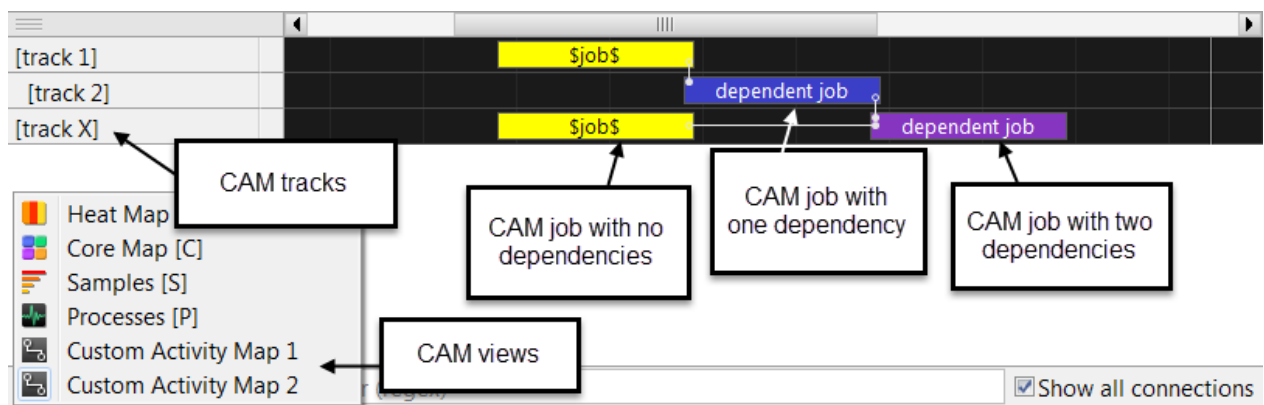 [track 1]
$job$
[track 2]
dependent job
[track X]
$job$
dependent job
CAM tracks
CAM job with no
dependencies
CAM job with
one dependency
CAM job with two
dependencies
Heat Map
Core Map [C]
Samples [S]
Processes [P]
Custom Activity Map 1
Custom Activity Map 2
CAM views
Show all connections